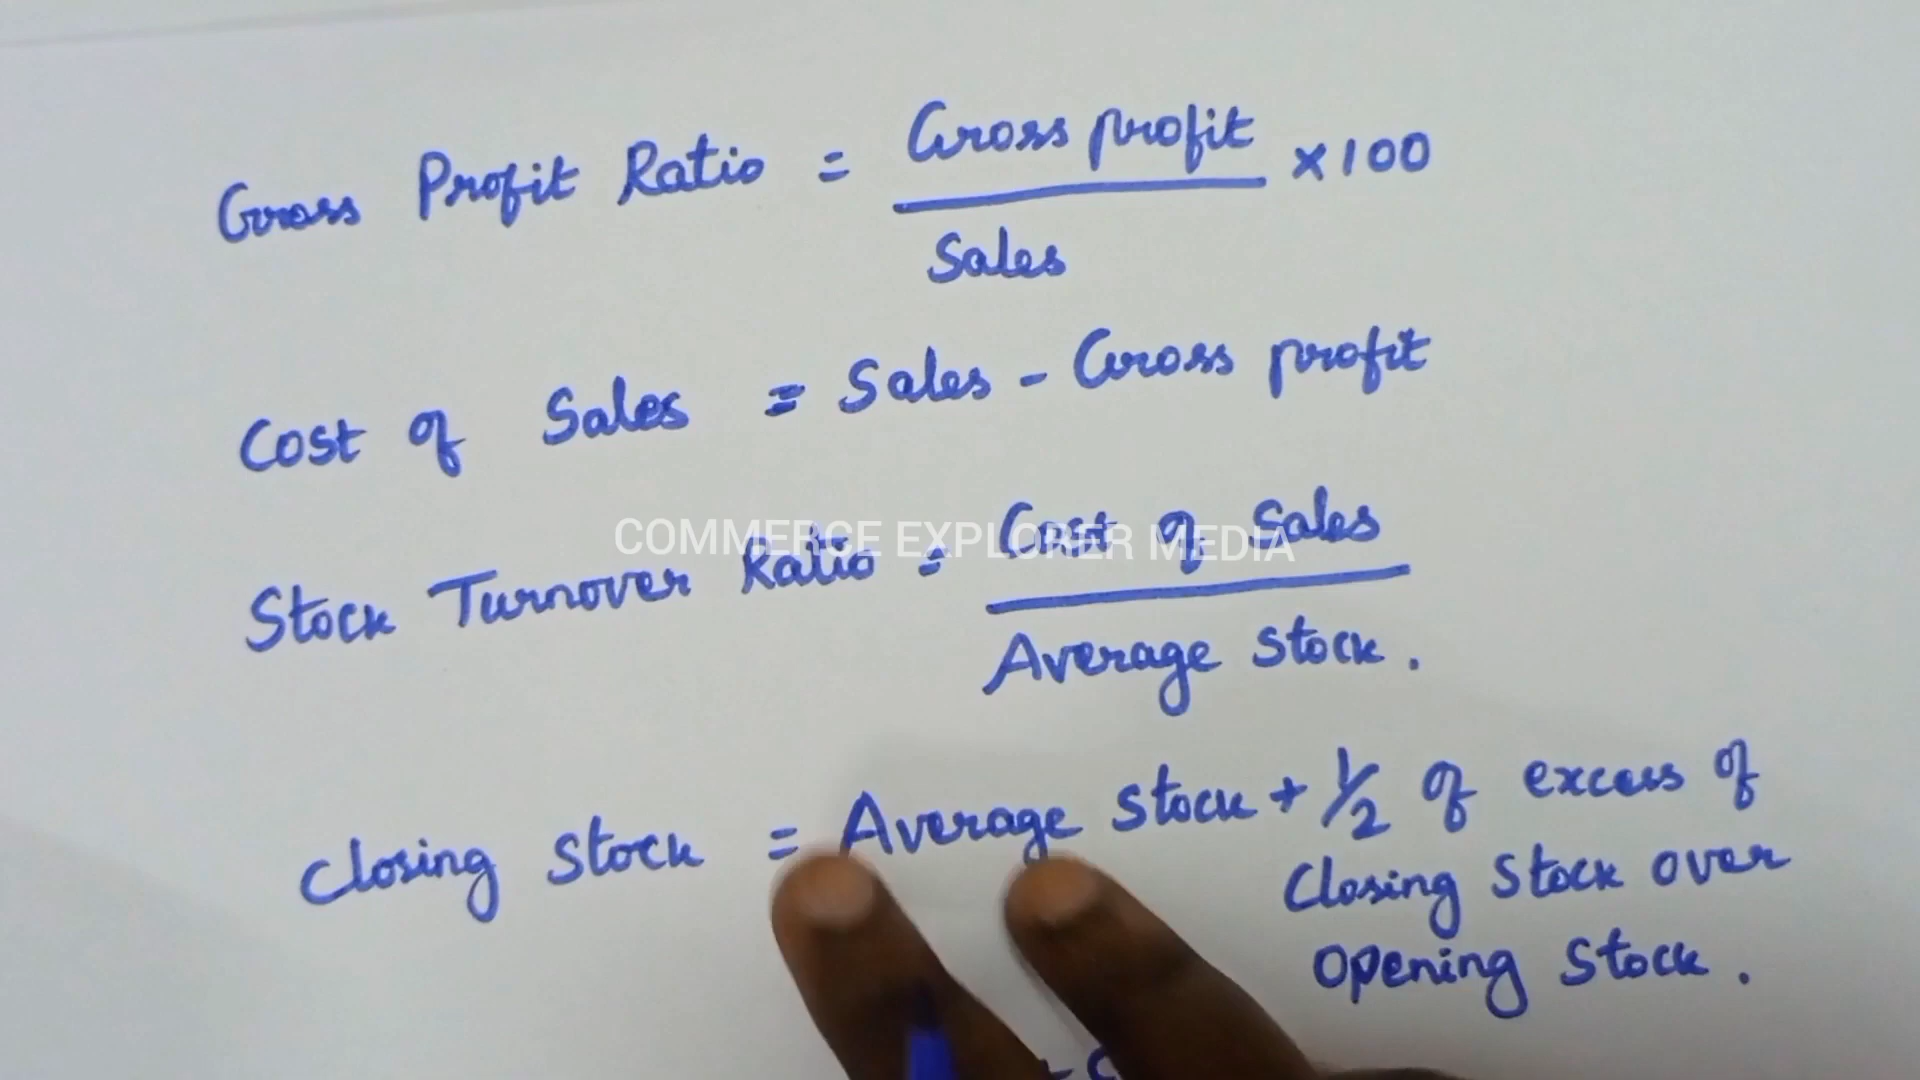 Gross Profit Ratio = Gross profit × 100
Sales
Cost of Sales = Sales - Gross profit
Stock Turnover Ratio = Cost of Sales
Average Stock.
COMMERCE EXPLORER MEDIA
Closing Stock = Average Stock + 1/2 of excess of
Closing Stock over
Opening Stock.